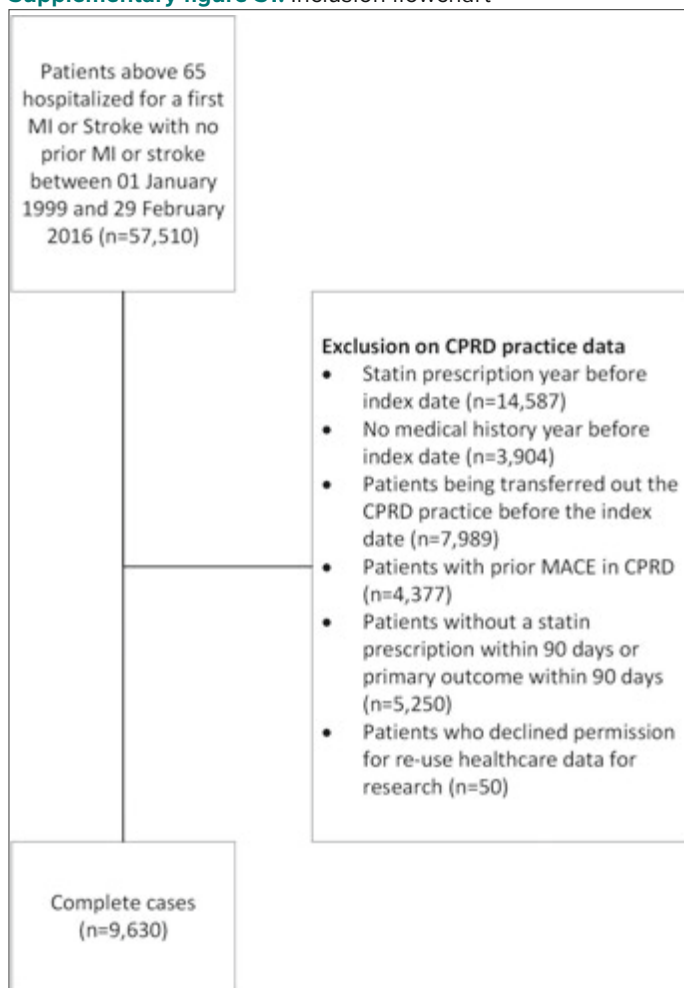 Patients above 65
hospitalized for a first
MI or Stroke with no
prior MI or stroke
between 01 January
1999 and 29 February
2016 (n=57,510)
Exclusion on CPRD practice data
• Statin prescription year before
index date (n=14,587)
• No medical history year before
index date (n=3,904)
• Patients being transferred out the
CPRD practice before the index
date (n=7,989)
• Patients with prior MACE in CPRD
(n=4,377)
• Patients without a statin
prescription within 90 days or
primary outcome within 90 days
(n=5,250)
• Patients who declined permission
for re-use healthcare data for
research (n=50)
Complete cases
(n=9,630)